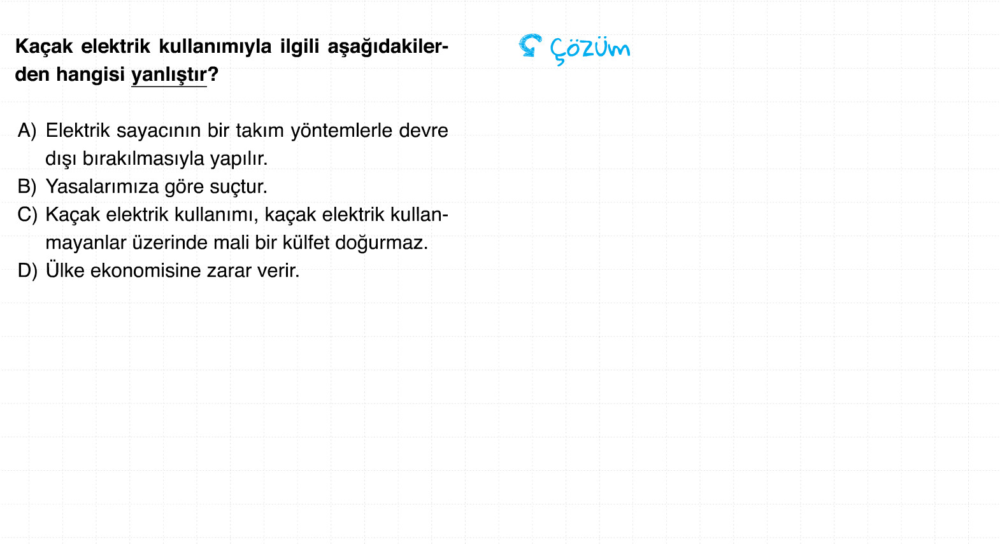 Kaçak elektrik kullanımıyla ilgili aşağıdakiler-
den hangisi yanlıştır?
A) Elektrik sayacının bir takım yöntemlerle devre
dışı bırakılmasıyla yapılır.
B) Yasalarımıza göre suçtur.
C) Kaçak elektrik kullanımı, kaçak elektrik kullan-
mayanlar üzerinde mali bir külfet doğurmaz.
D) Ülke ekonomisine zarar verir.
Çözüm